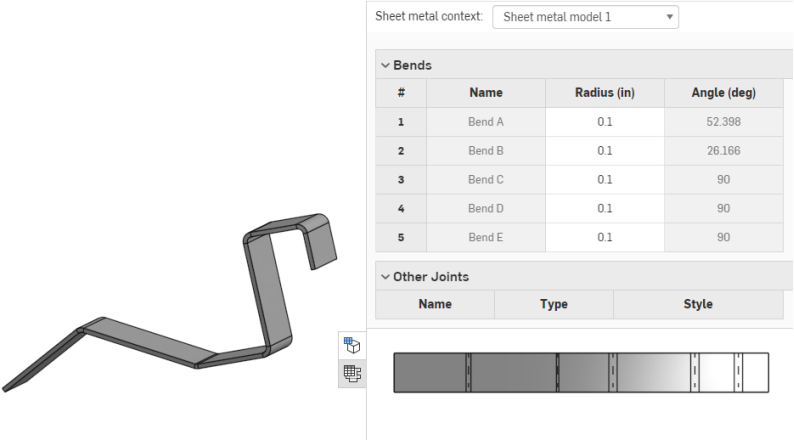 Sheet metal context: Sheet metal model 1
Bends
# Name Radius (in) Angle (deg)
1 Bend A 0.1 52.398
2 Bend B 0.1 26.166
3 Bend C 0.1 90
4 Bend D 0.1 90
5 Bend E 0.1 90
Other Joints
Name Type Style